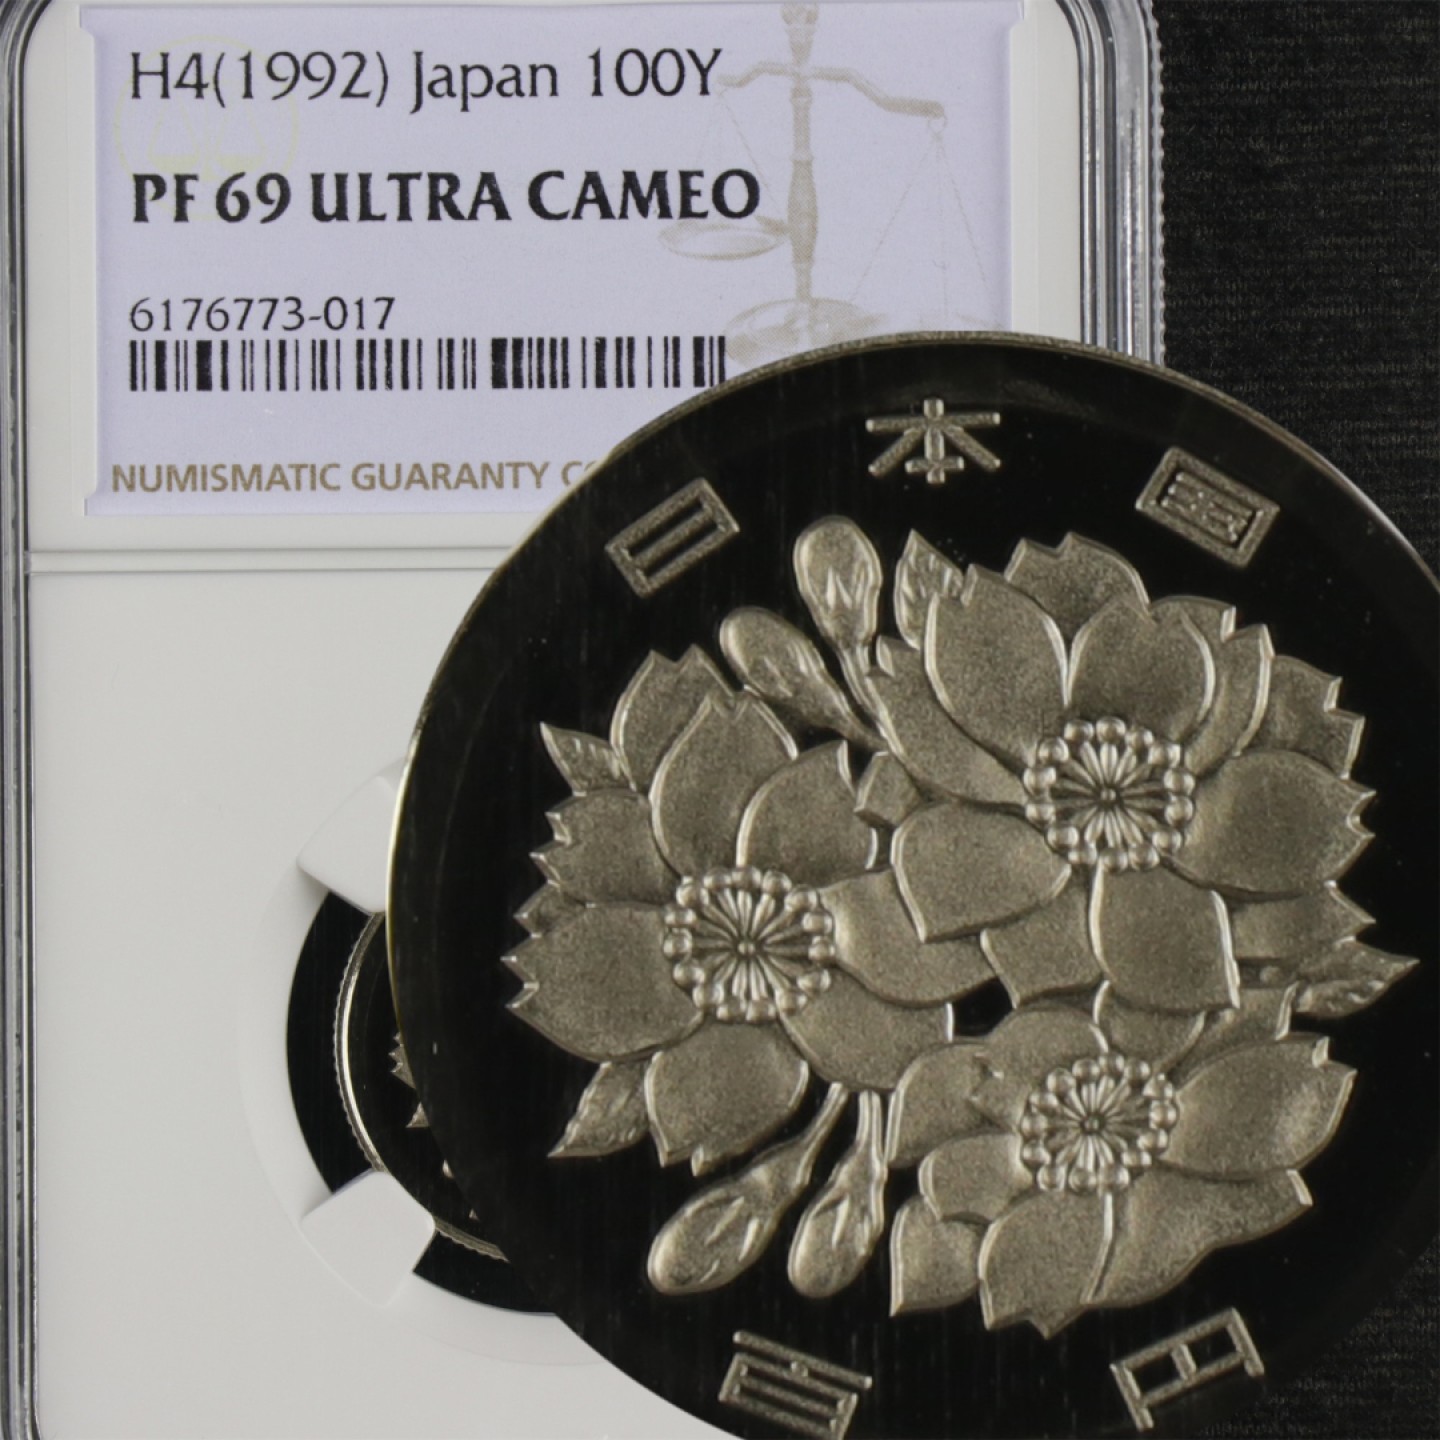 H4(1992) Japan 100Y
PF 69 ULTRA CAMEO
6176773-017
NUMISMATIC GUARANTY
日本国
百円